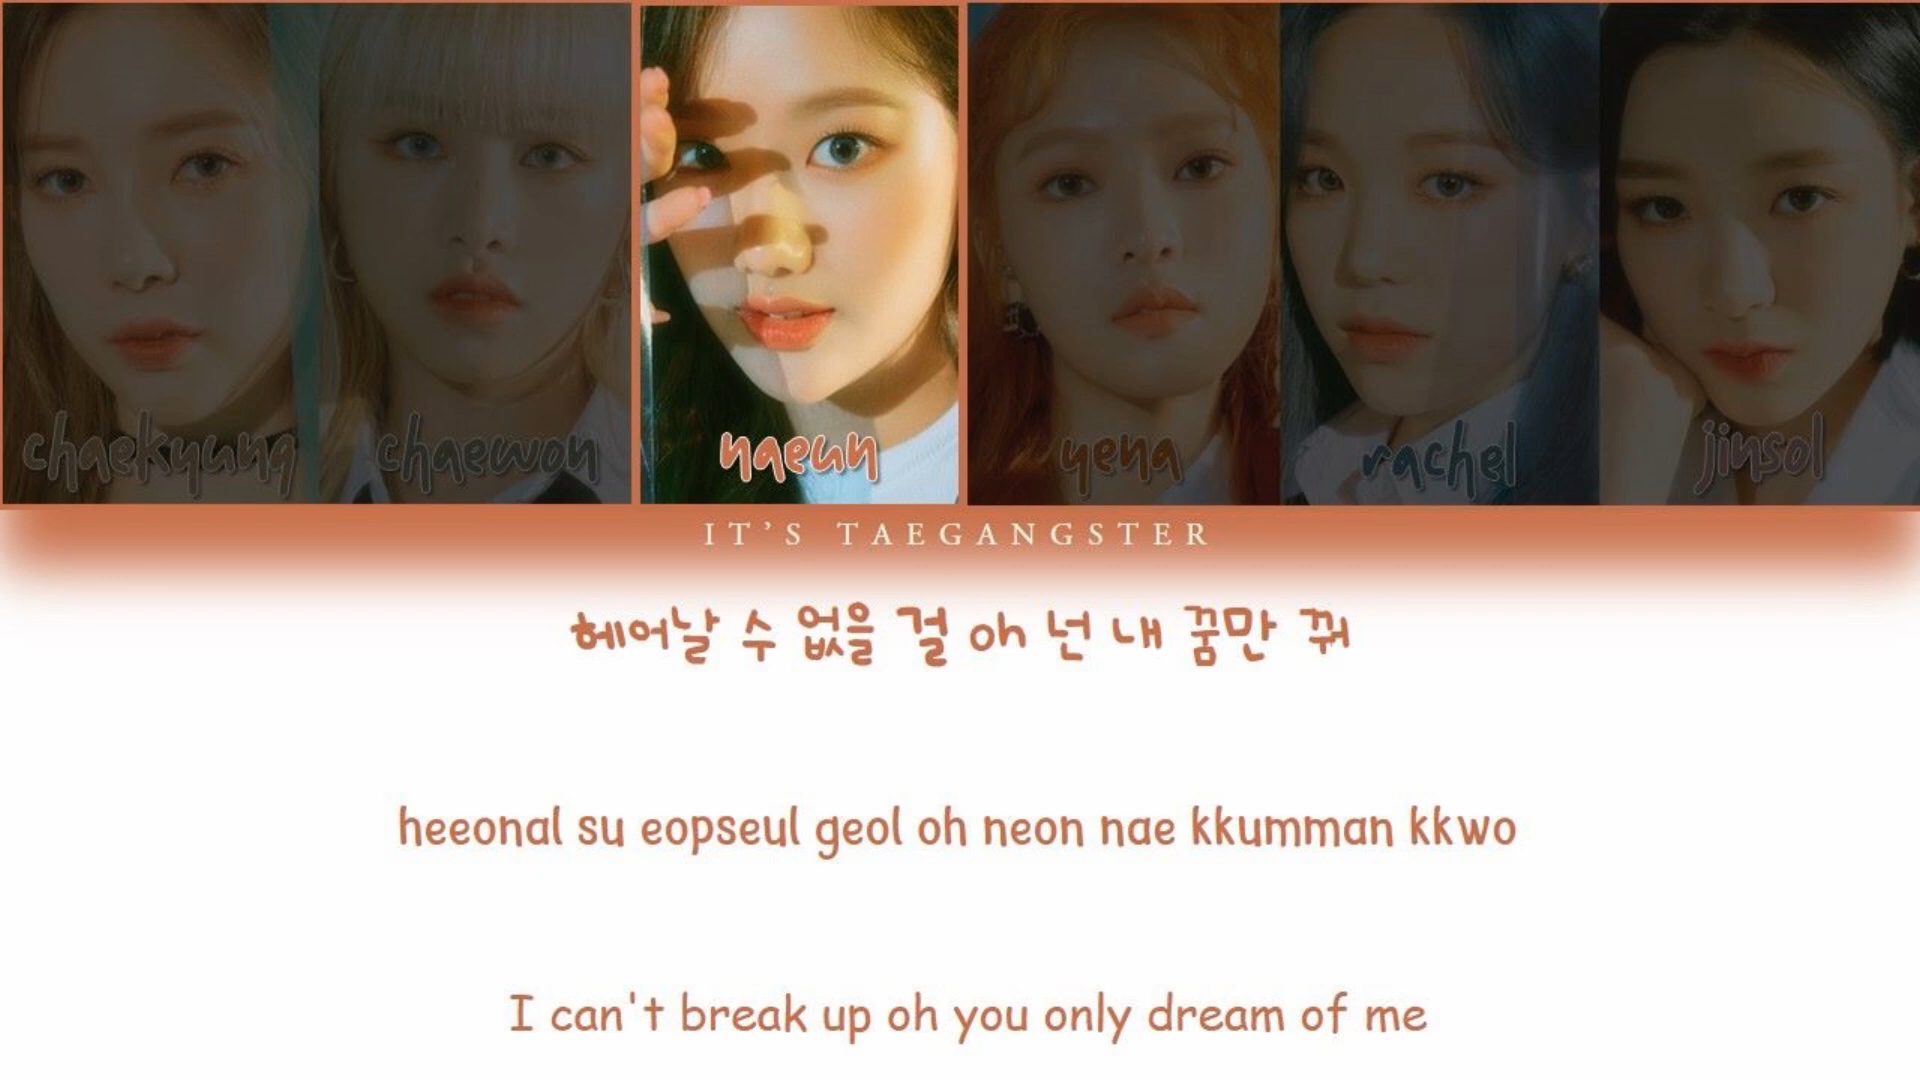 chaekyung chaewon naeun yena rachel jinsol
IT'S TAEGANGSTER
헤어날 수 없을 걸 oh 넌 내 꿈만 꿔
heeonal su eopseul geol oh neon nae kkumman kkwo
I can't break up oh you only dream of me